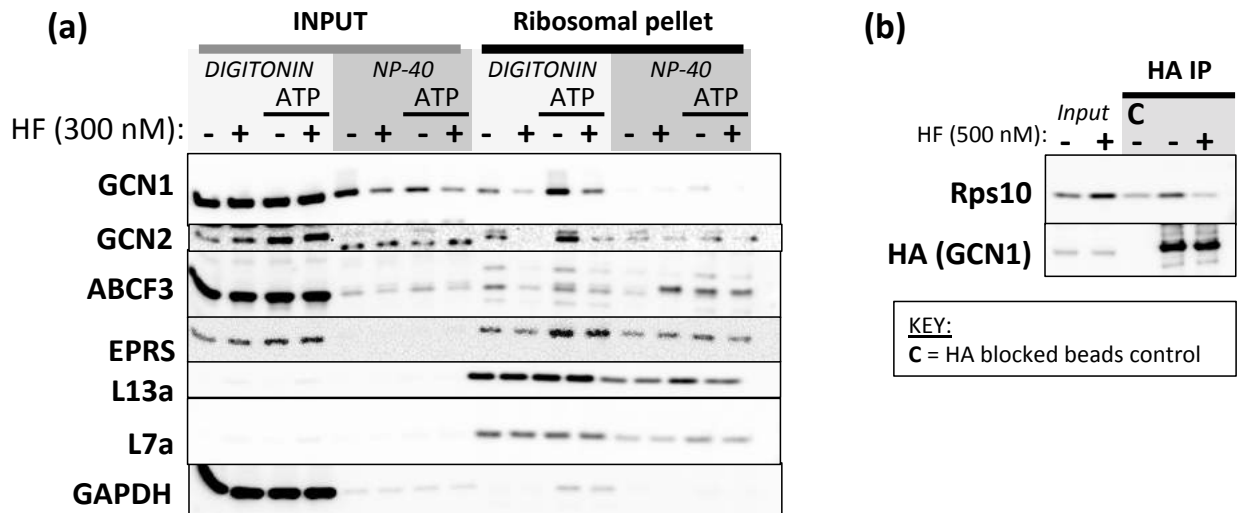 (a)
INPUT
Ribosomal pellet
DIGITONIN
NP-40
DIGITONIN
NP-40
ATP
ATP
ATP
ATP
HF (300 nM): - + - + - + - + - + - + - + - +
GCN1
GCN2
ABCF3
EPRS
L13a
L7a
GAPDH
(b)
HA IP
Input
C
HF (500 nM): - + - - +
Rps10
HA (GCN1)
KEY:
C = HA blocked beads control